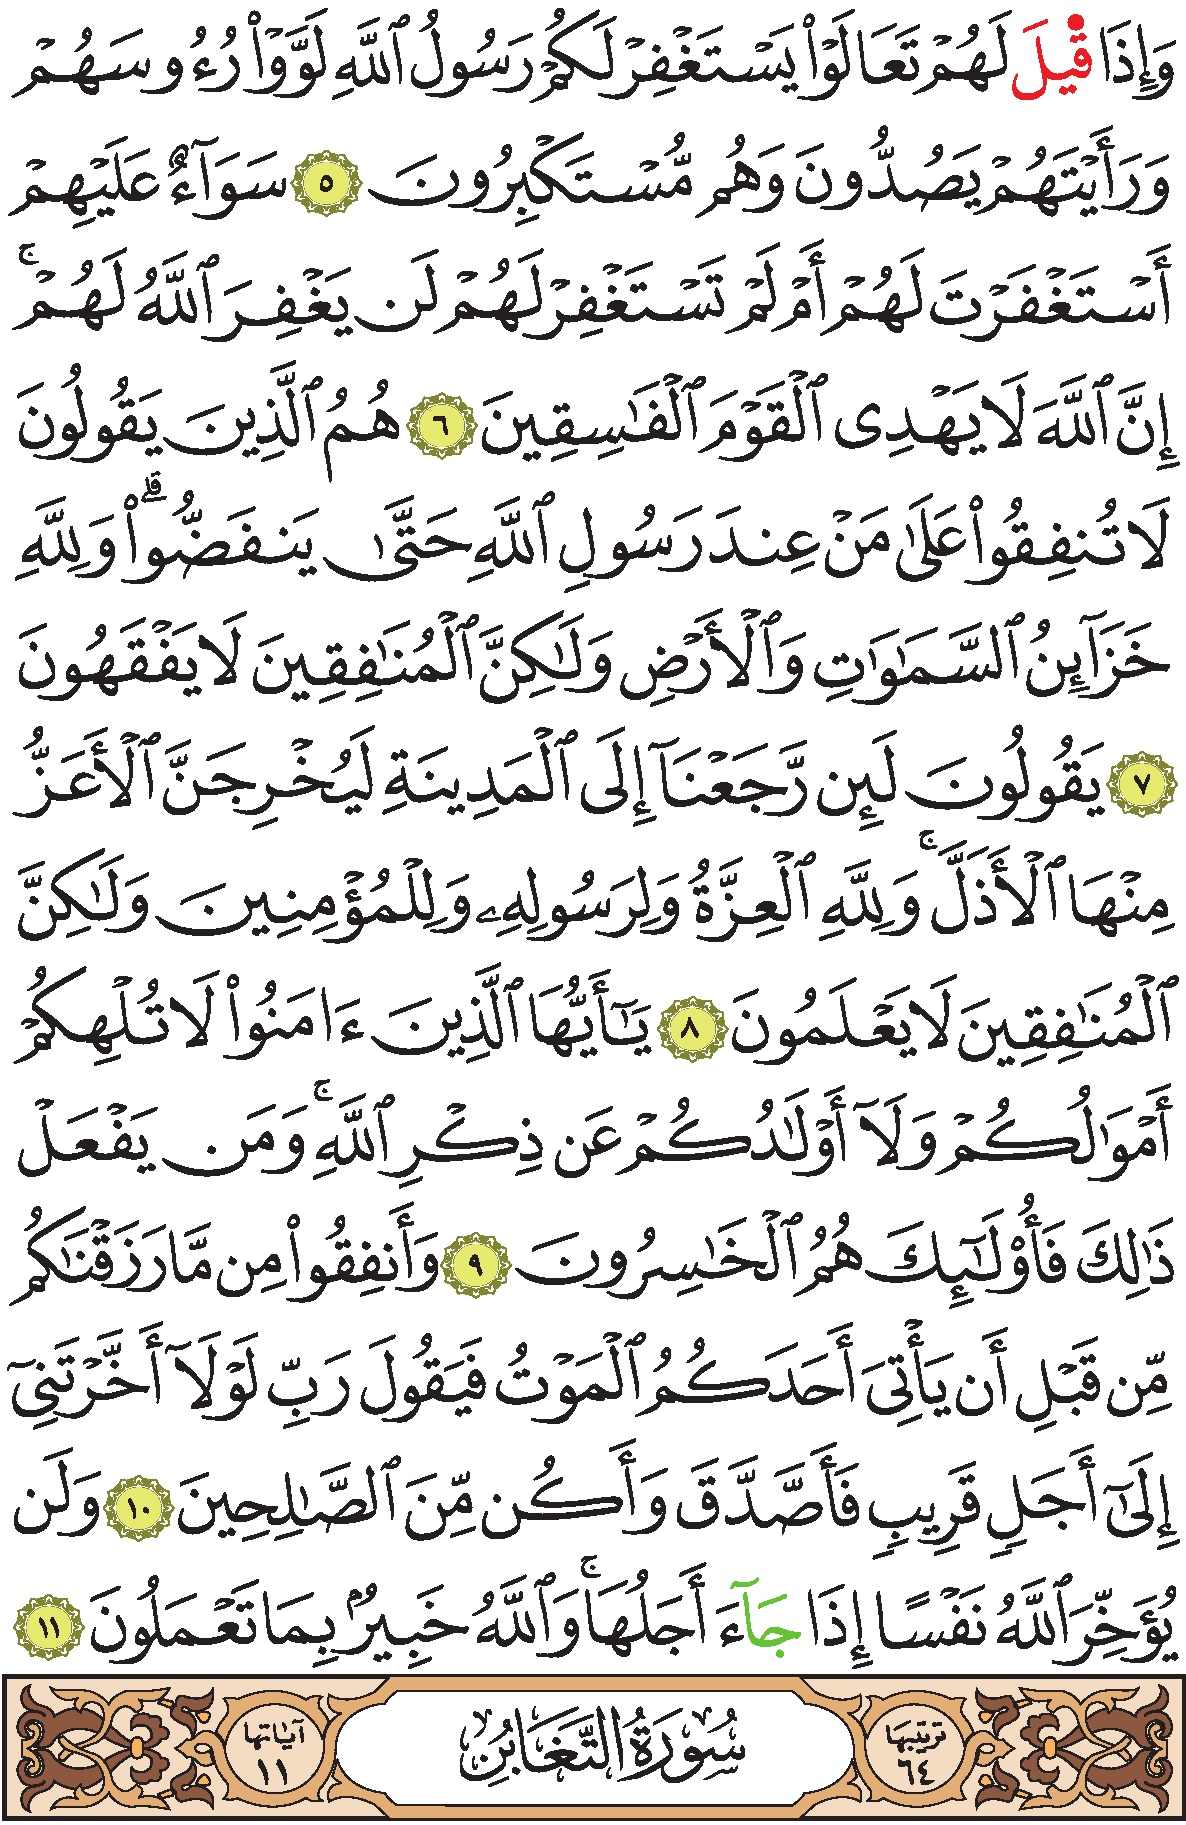 وَإِذَا قِيلَ لَهُمۡ تَعَالَوۡاْ يَسۡتَغۡفِرۡ لَكُمۡ رَسُولُ ٱللَّهِ لَوَّوۡاْ رُءُوسَهُمۡ
وَرَأَيۡتَهُمۡ يَصُدُّونَ وَهُم مُّسۡتَكۡبِرُونَ ٥ سَوَآءٌ عَلَيۡهِمۡ
أَسۡتَغۡفَرۡتَ لَهُمۡ أَمۡ لَمۡ تَسۡتَغۡفِرۡ لَهُمۡ لَن يَغۡفِرَ ٱللَّهُ لَهُمۡۚ
إِنَّ ٱللَّهَ لَا يَهۡدِى ٱلۡقَوۡمَ ٱلۡفَٰسِقِينَ ٦ هُمُ ٱلَّذِينَ يَقُولُونَ
لَا تُنفِقُواْ عَلَىٰ مَنۡ عِندَ رَسُولِ ٱللَّهِ حَتَّىٰ يَنفَضُّواْۗ وَلِلَّهِ
خَزَآئِنُ ٱلسَّمَٰوَٰتِ وَٱلۡأَرۡضِ وَلَٰكِنَّ ٱلۡمُنَٰفِقِينَ لَا يَفۡقَهُونَ
٧ يَقُولُونَ لَئِن رَّجَعۡنَآ إِلَى ٱلۡمَدِينَةِ لَيُخۡرِجَنَّ ٱلۡأَعَزُّ
مِنۡهَا ٱلۡأَذَلَّۚ وَلِلَّهِ ٱلۡعِزَّةُ وَلِرَسُولِهِۦ وَلِلۡمُؤۡمِنِينَ وَلَٰكِنَّ
ٱلۡمُنَٰفِقِينَ لَا يَعۡلَمُونَ ٨ يَٰٓأَيُّهَا ٱلَّذِينَ ءَامَنُواْ لَا تُلۡهِكُمۡ
أَمۡوَٰلُكُمۡ وَلَآ أَوۡلَٰدُكُمۡ عَن ذِكۡرِ ٱللَّهِۚ وَمَن يَفۡعَلۡ
ذَٰلِكَ فَأُوْلَٰٓئِكَ هُمُ ٱلۡخَٰسِرُونَ ٩ وَأَنفِقُواْ مِن مَّا رَزَقۡنَٰكُم
مِّن قَبۡلِ أَن يَأۡتِىَ أَحَدَكُمُ ٱلۡمَوۡتُ فَيَقُولَ رَبِّ لَوۡلَآ أَخَّرۡتَنِىٓ
إِلَىٰٓ أَجَلٍ قَرِيبٍ فَأَصَّدَّقَ وَأَكُن مِّنَ ٱلصَّٰلِحِينَ ١٠ وَلَن
يُؤَخِّرَ ٱللَّهُ نَفۡسًا إِذَا جَآءَ أَجَلُهَاۚ وَٱللَّهُ خَبِيرُۢ بِمَا تَعۡمَلُونَ ١١
ترتيبها ٦٤ سُورَةُ التَّغَابُنِ آياتها ١١